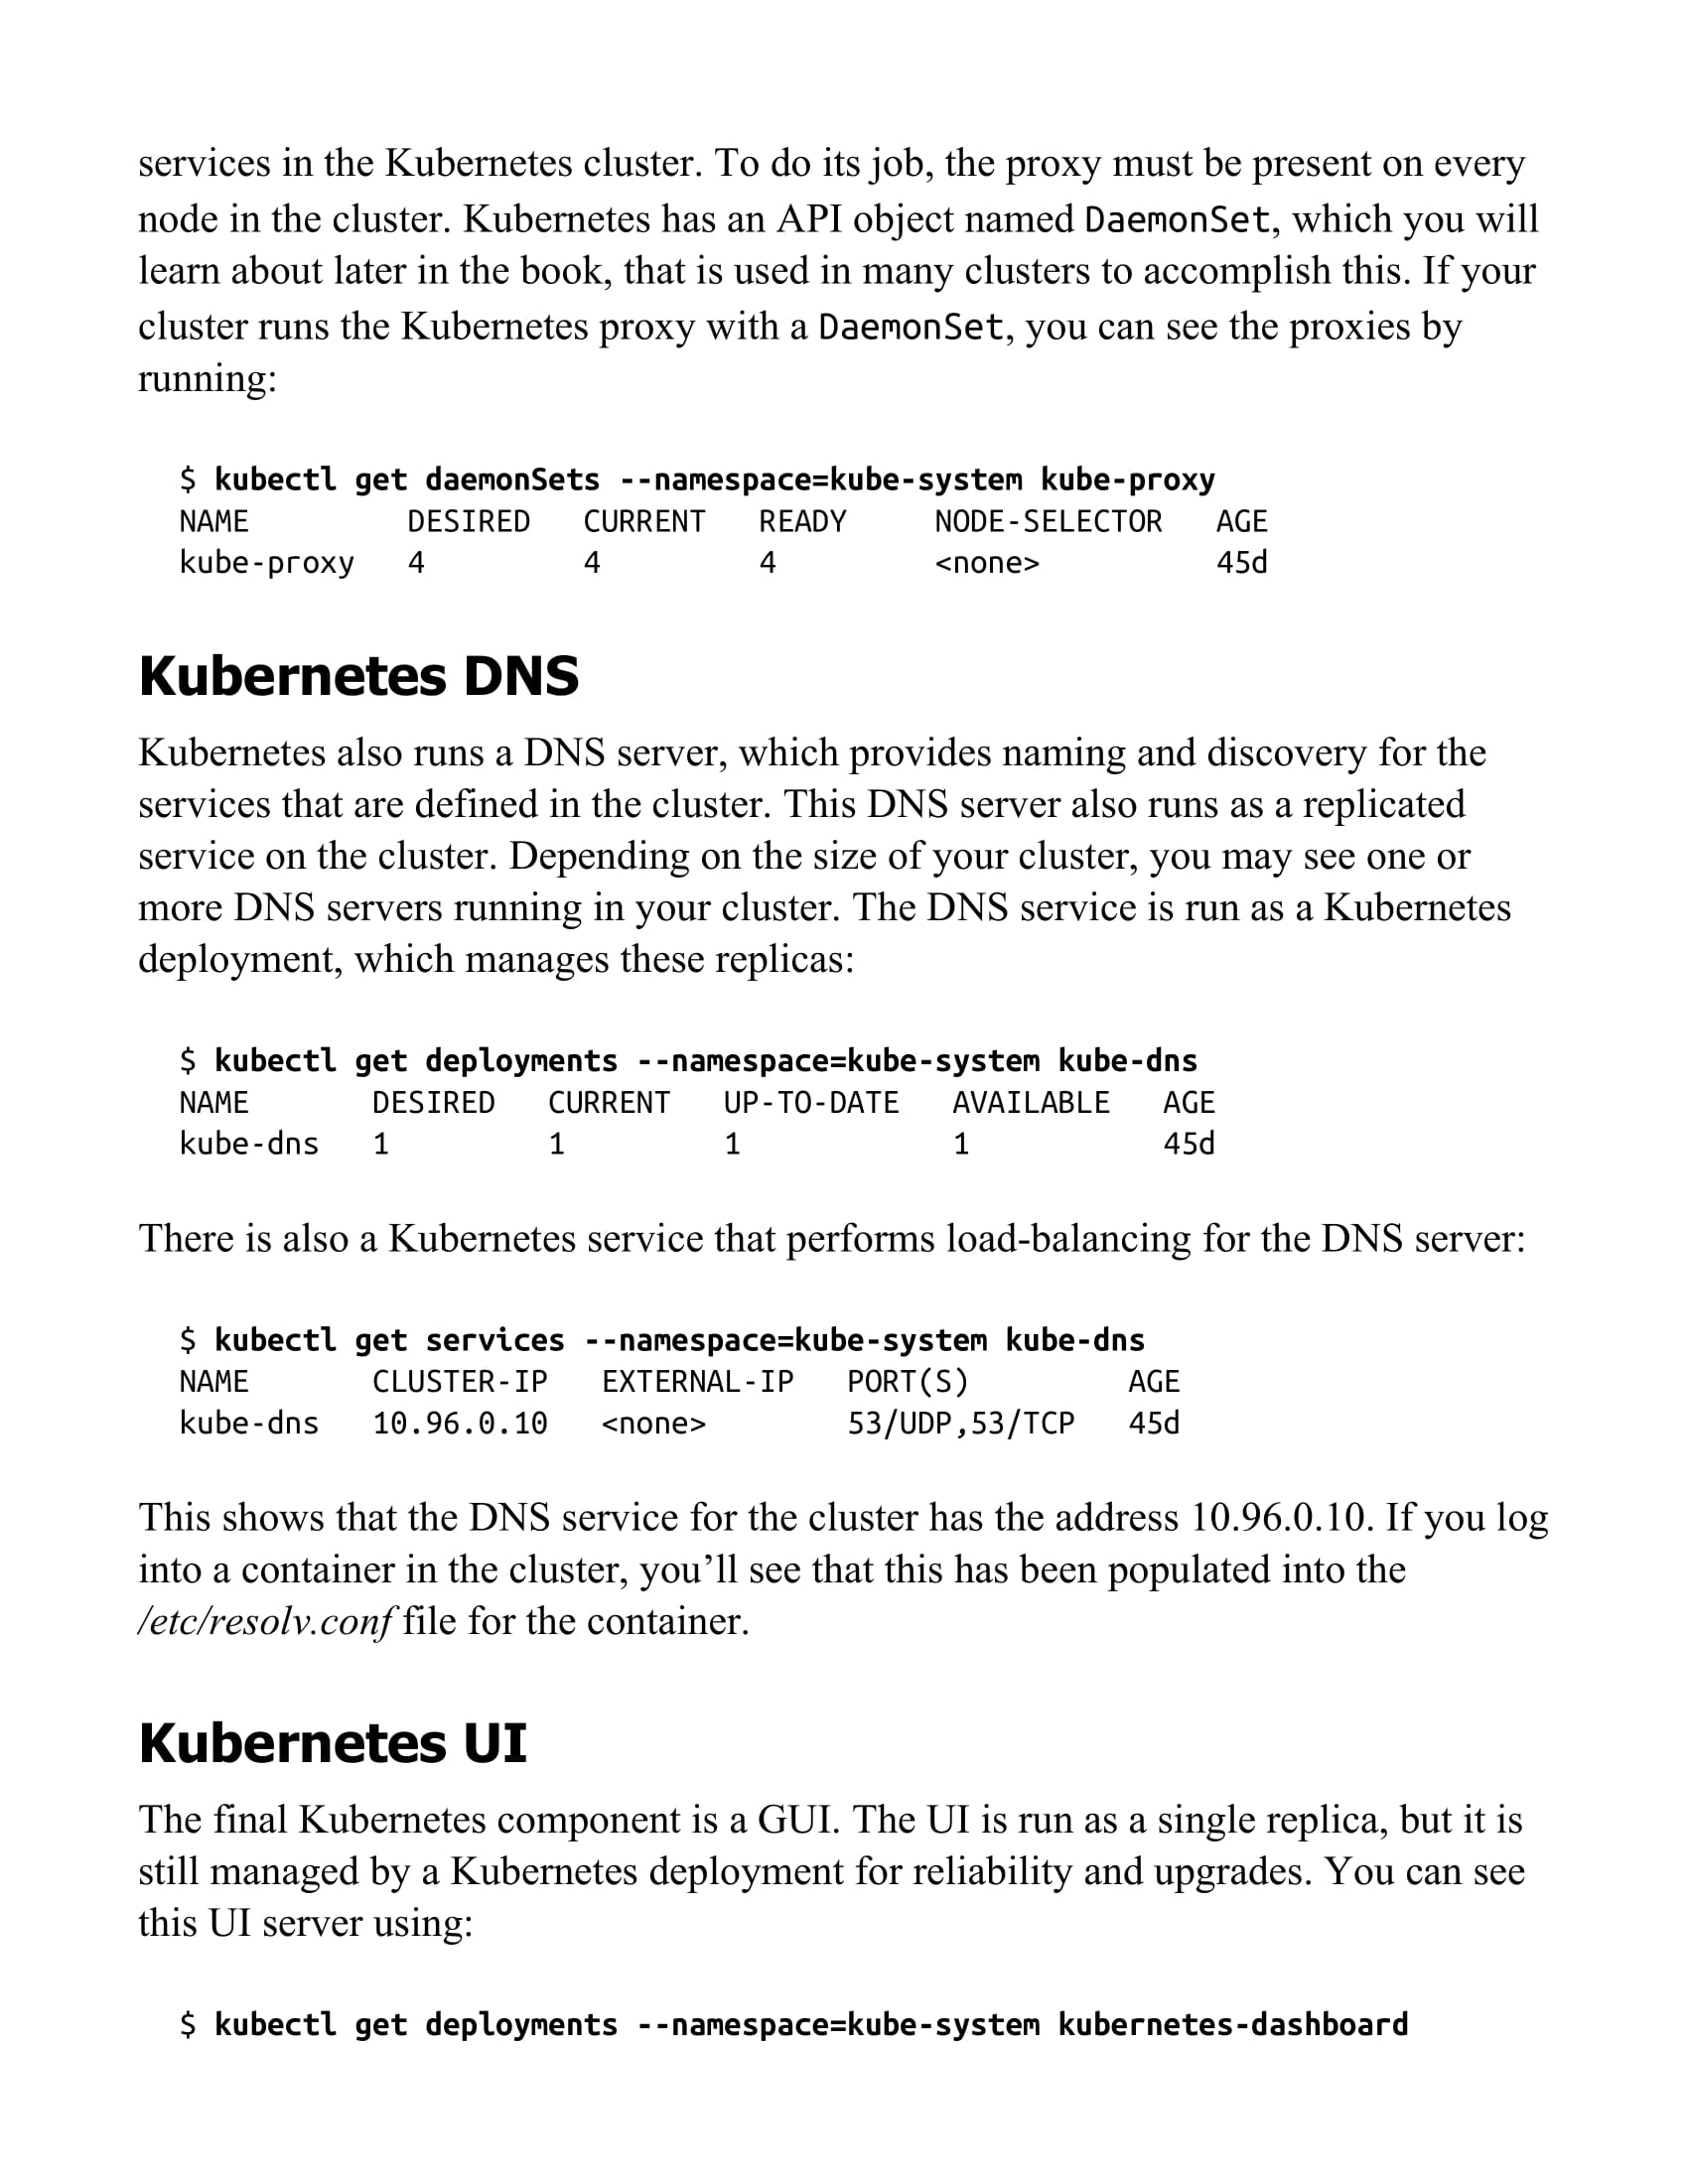 services in the Kubernetes cluster. To do its job, the proxy must be present on every
node in the cluster. Kubernetes has an API object named DaemonSet, which you will
learn about later in the book, that is used in many clusters to accomplish this. If your
cluster runs the Kubernetes proxy with a DaemonSet, you can see the proxies by
running:
$ kubectl get daemonSets --namespace=kube-system kube-proxy
NAME         DESIRED   CURRENT   READY     NODE-SELECTOR   AGE
kube-proxy   4         4         4         <none>          45d
Kubernetes DNS
Kubernetes also runs a DNS server, which provides naming and discovery for the
services that are defined in the cluster. This DNS server also runs as a replicated
service on the cluster. Depending on the size of your cluster, you may see one or
more DNS servers running in your cluster. The DNS service is run as a Kubernetes
deployment, which manages these replicas:
$ kubectl get deployments --namespace=kube-system kube-dns
NAME       DESIRED   CURRENT   UP-TO-DATE   AVAILABLE   AGE
kube-dns   1         1         1            1           45d
There is also a Kubernetes service that performs load-balancing for the DNS server:
$ kubectl get services --namespace=kube-system kube-dns
NAME       CLUSTER-IP   EXTERNAL-IP   PORT(S)         AGE
kube-dns   10.96.0.10   <none>        53/UDP,53/TCP   45d
This shows that the DNS service for the cluster has the address 10.96.0.10. If you log
into a container in the cluster, you’ll see that this has been populated into the
/etc/resolv.conf file for the container.
Kubernetes UI
The final Kubernetes component is a GUI. The UI is run as a single replica, but it is
still managed by a Kubernetes deployment for reliability and upgrades. You can see
this UI server using:
$ kubectl get deployments --namespace=kube-system kubernetes-dashboard